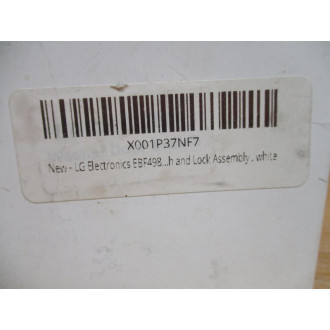 X001P37NF7
New - LG Electronics EBF498...h and Lock Assembly , white